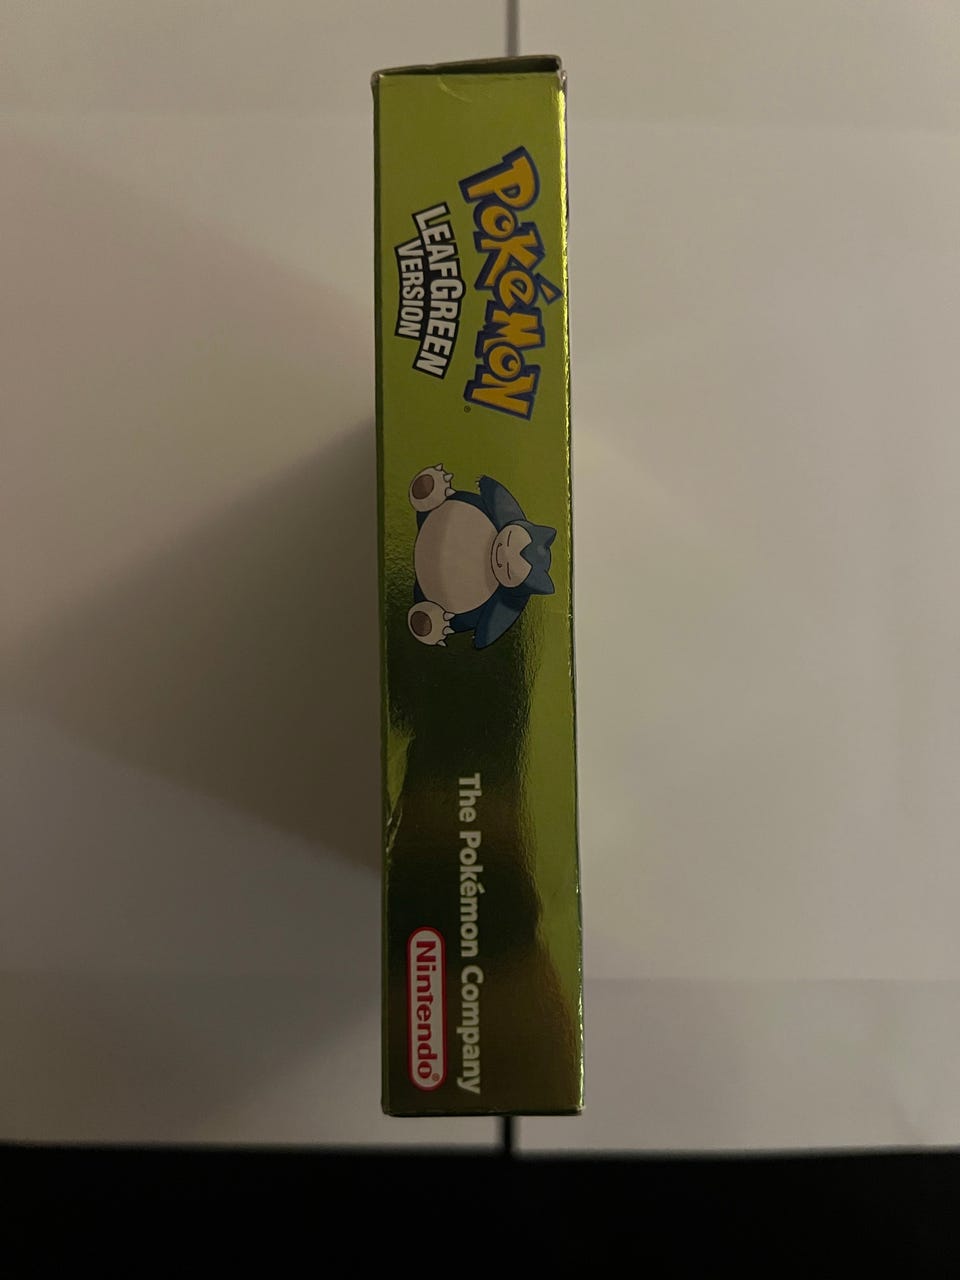 POKéMON
LEAFGREEN
VERSION
®
The Pokémon Company
Nintendo®